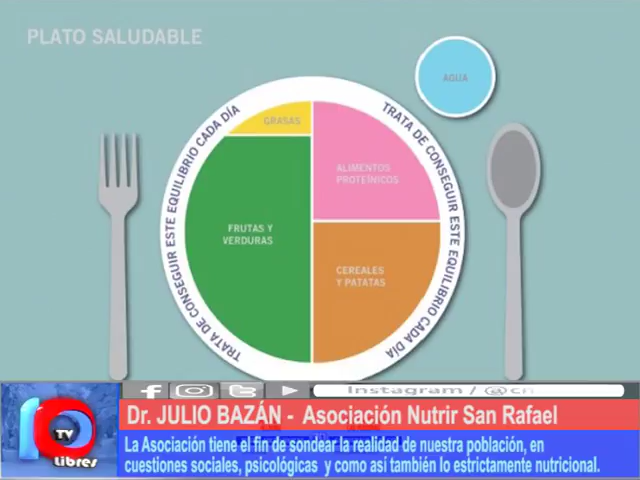 PLATO SALUDABLE
AGUA
TRATA DE CONSEGUIR ESTE EQUILIBRIO CADA DÍA
TRATA DE CONSEGUIR ESTE EQUILIBRIO CADA DÍA
GRASAS
ALIMENTOS
PROTEÍNICOS
FRUTAS Y
VERDURAS
CEREALES
Y PATATAS
Instagram / @cn
Dr. JULIO BAZÁN - Asociación Nutrir San Rafael
La Asociación tiene el fin de sondear la realidad de nuestra población, en
cuestiones sociales, psicológicas y como así también lo estrictamente nutricional.
10
TV
libres